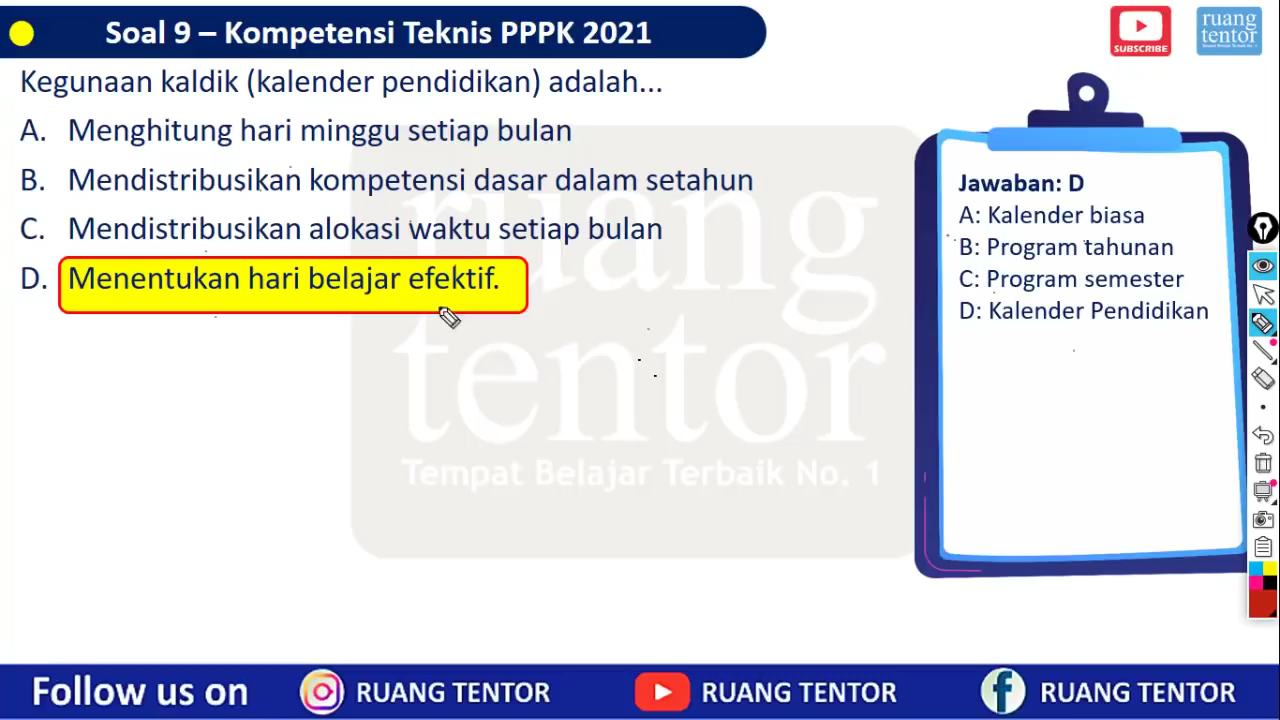 Soal 9 – Kompetensi Teknis PPPK 2021
SUBSCRIBE
ruang
tentor
Kegunaan kaldik (kalender pendidikan) adalah...
A. Menghitung hari minggu setiap bulan
B. Mendistribusikan kompetensi dasar dalam setahun
C. Mendistribusikan alokasi waktu setiap bulan
D. Menentukan hari belajar efektif.
Jawaban: D
A: Kalender biasa
B: Program tahunan
C: Program semester
D: Kalender Pendidikan
ruang
tentor
Tempat Belajar Terbaik No. 1
Follow us on
RUANG TENTOR
RUANG TENTOR
RUANG TENTOR